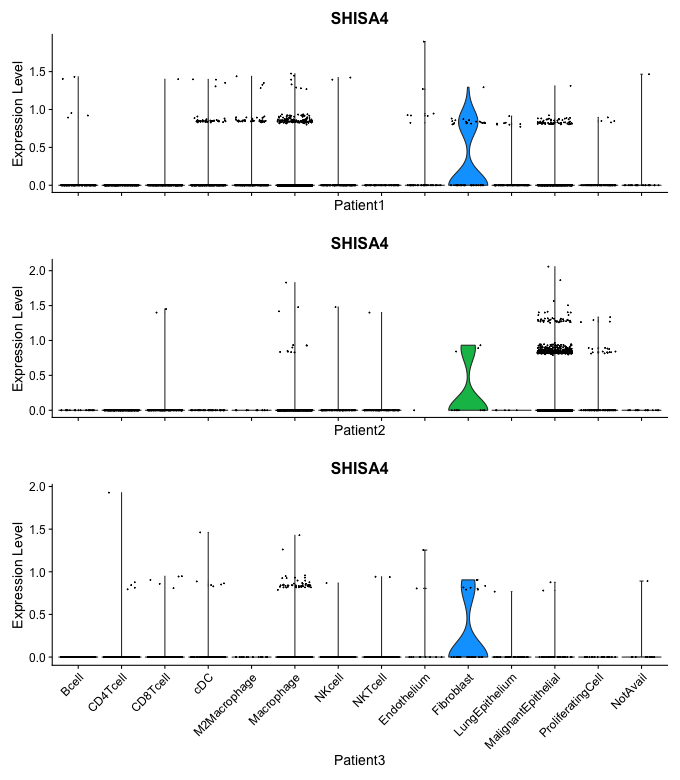 SHISA4
Expression Level
1.5
1.0
0.5
0.0
Patient1
SHISA4
Expression Level
2.0
1.5
1.0
0.5
0.0
Patient2
SHISA4
Expression Level
2.0
1.5
1.0
0.5
0.0
Bcell
CD4Tcell
CD8Tcell
cDC
M2Macrophage
Macrophage
NKcell
NKTcell
Endothelium
Fibroblast
LungEpithelium
MalignantEpithelial
ProliferatingCell
NotAvail
Patient3